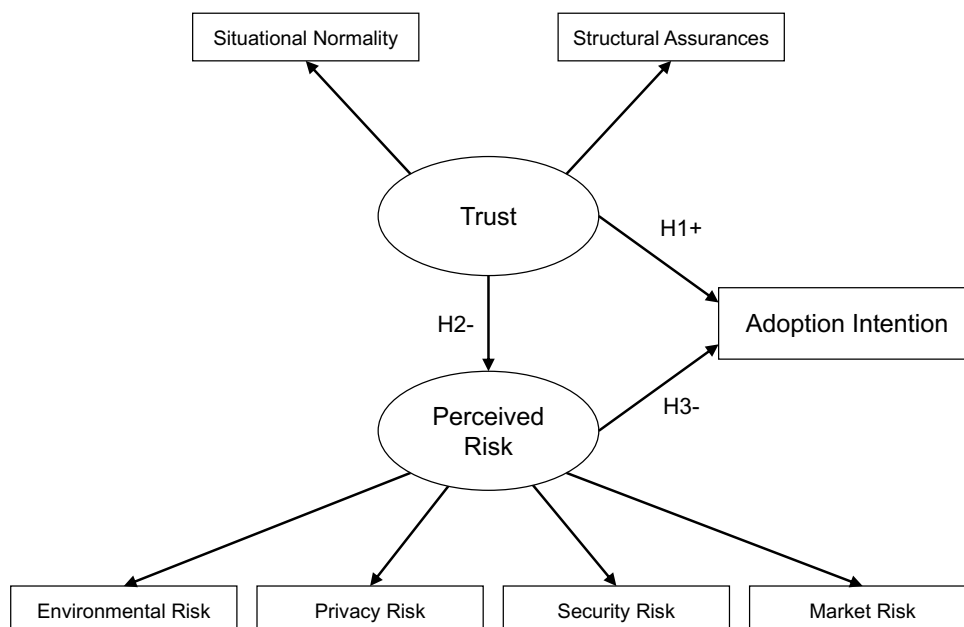 Situational Normality
Structural Assurances
Trust
H1+
Adoption Intention
H2-
Perceived
Risk
H3-
Environmental Risk
Privacy Risk
Security Risk
Market Risk